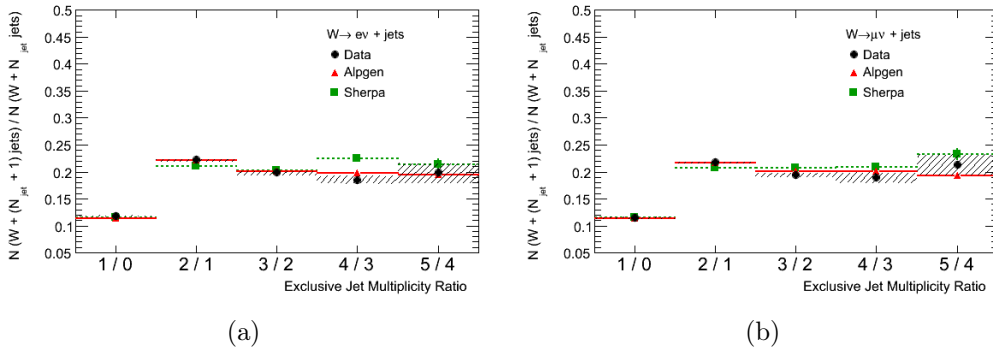 N (W + (N_jet + 1) jets) / N (W + N_jet jets)
0.5
0.45
0.4
0.35
0.3
0.25
0.2
0.15
0.1
0.05
W→ eν + jets
Data
Alpgen
Sherpa
1 / 0 2 / 1 3 / 2 4 / 3 5 / 4
Exclusive Jet Multiplicity Ratio
(a)
N (W + (N_jet + 1) jets) / N (W + N_jet jets)
0.5
0.45
0.4
0.35
0.3
0.25
0.2
0.15
0.1
0.05
W→μν + jets
Data
Alpgen
Sherpa
1 / 0 2 / 1 3 / 2 4 / 3 5 / 4
Exclusive Jet Multiplicity Ratio
(b)